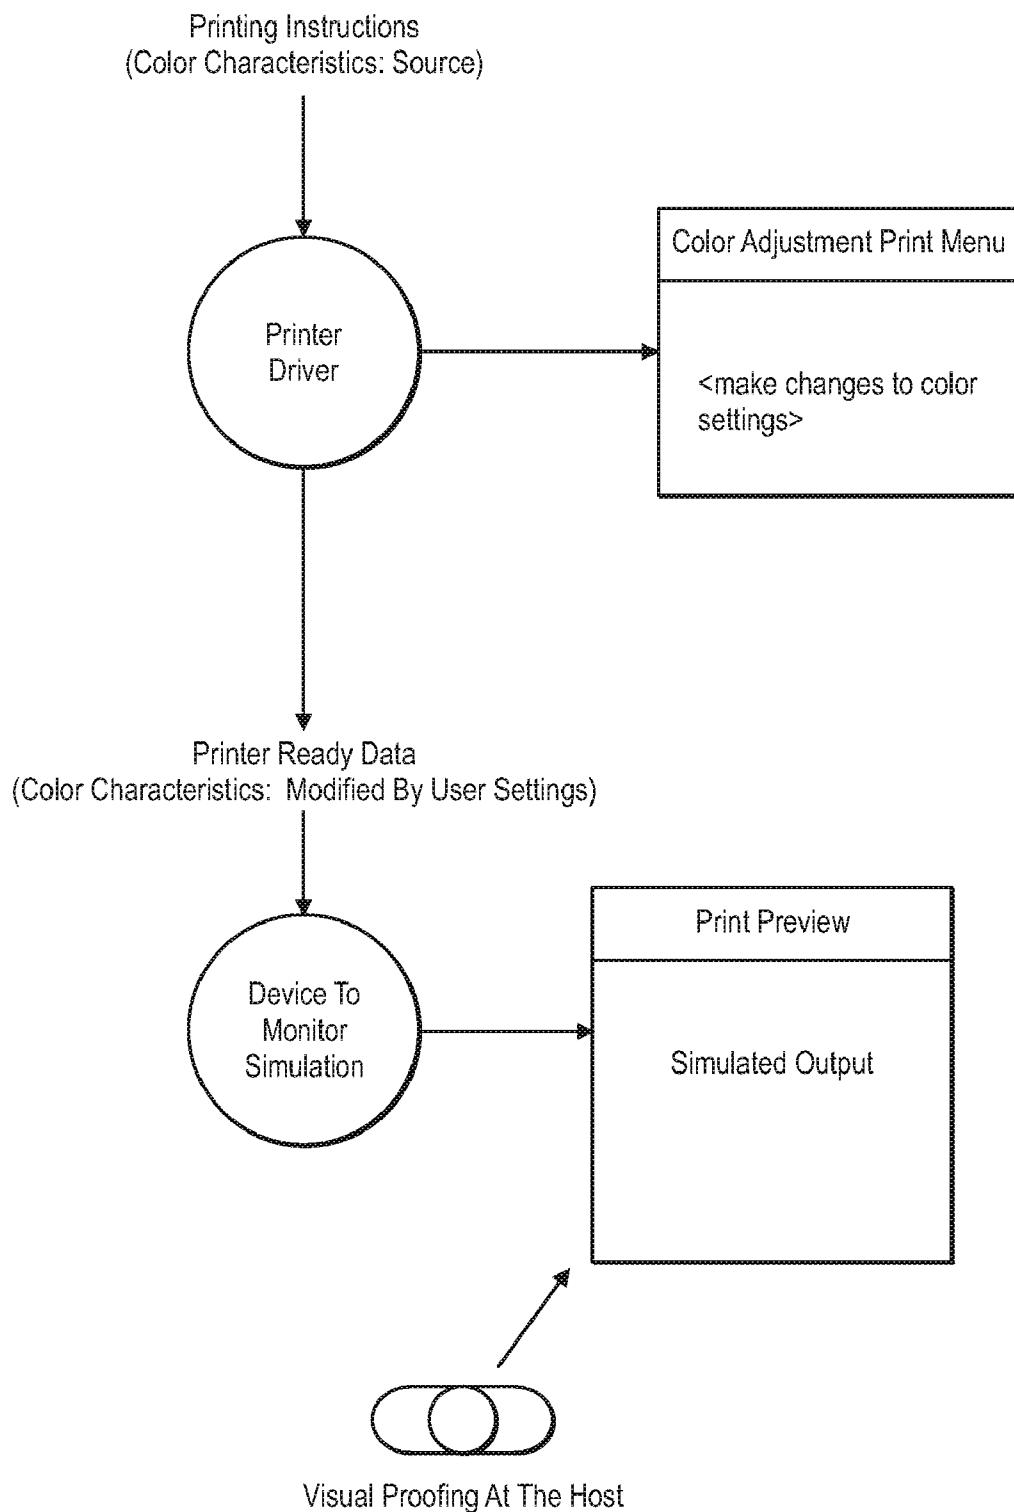 Printing Instructions
(Color Characteristics: Source)
Printer
Driver
Color Adjustment Print Menu
<make changes to color
settings>
Printer Ready Data
(Color Characteristics:  Modified By User Settings)
Device To
Monitor
Simulation
Print Preview
Simulated Output
Visual Proofing At The Host